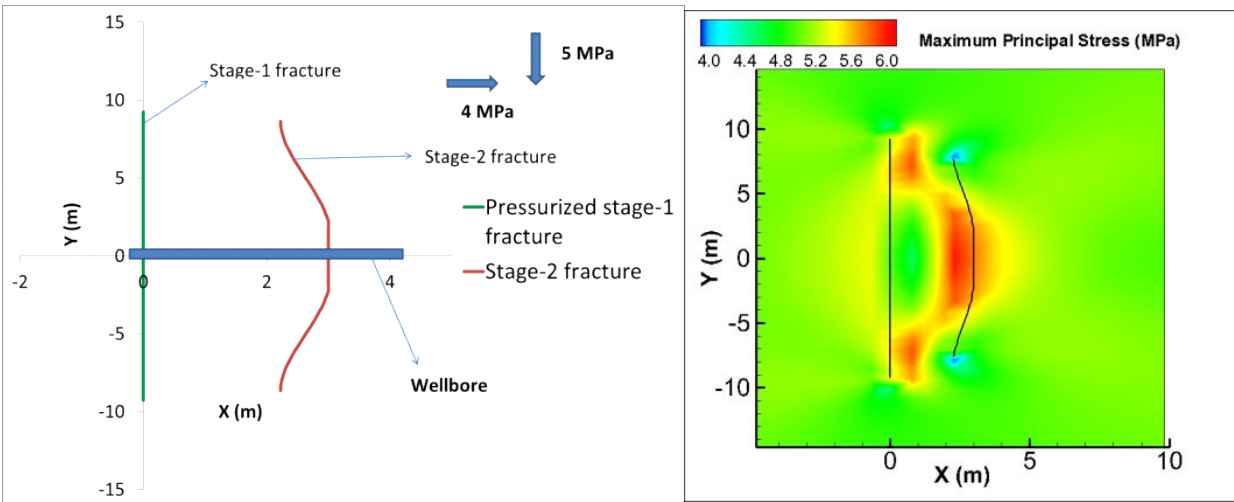 15
10
5
0
-5
-10
-15
Y (m)
-2
0
2
4
X (m)
Stage-1 fracture
5 MPa
4 MPa
Stage-2 fracture
Pressurized stage-1
fracture
Stage-2 fracture
Wellbore
Maximum Principal Stress (MPa)
4.0 4.4 4.8 5.2 5.6 6.0
10
5
0
-5
-10
Y (m)
0
5
10
X (m)